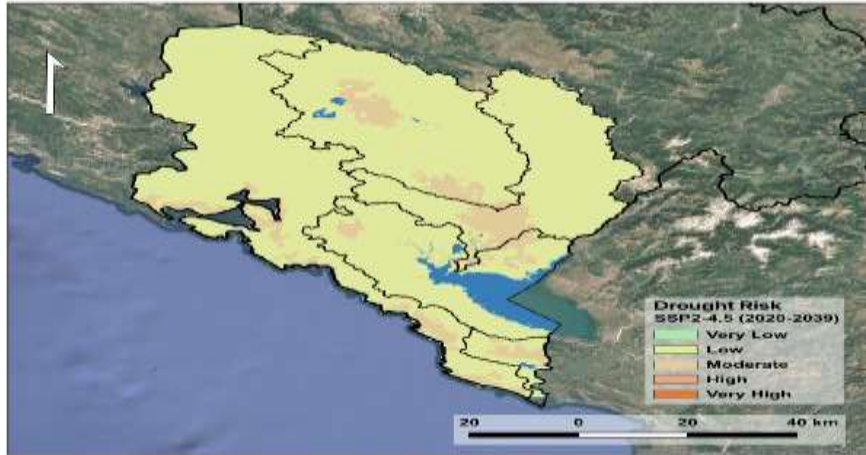 Drought Risk
SSP2-4.5 (2020-2039)
Very Low
Low
Moderate
High
Very High
20 0 20 40 km